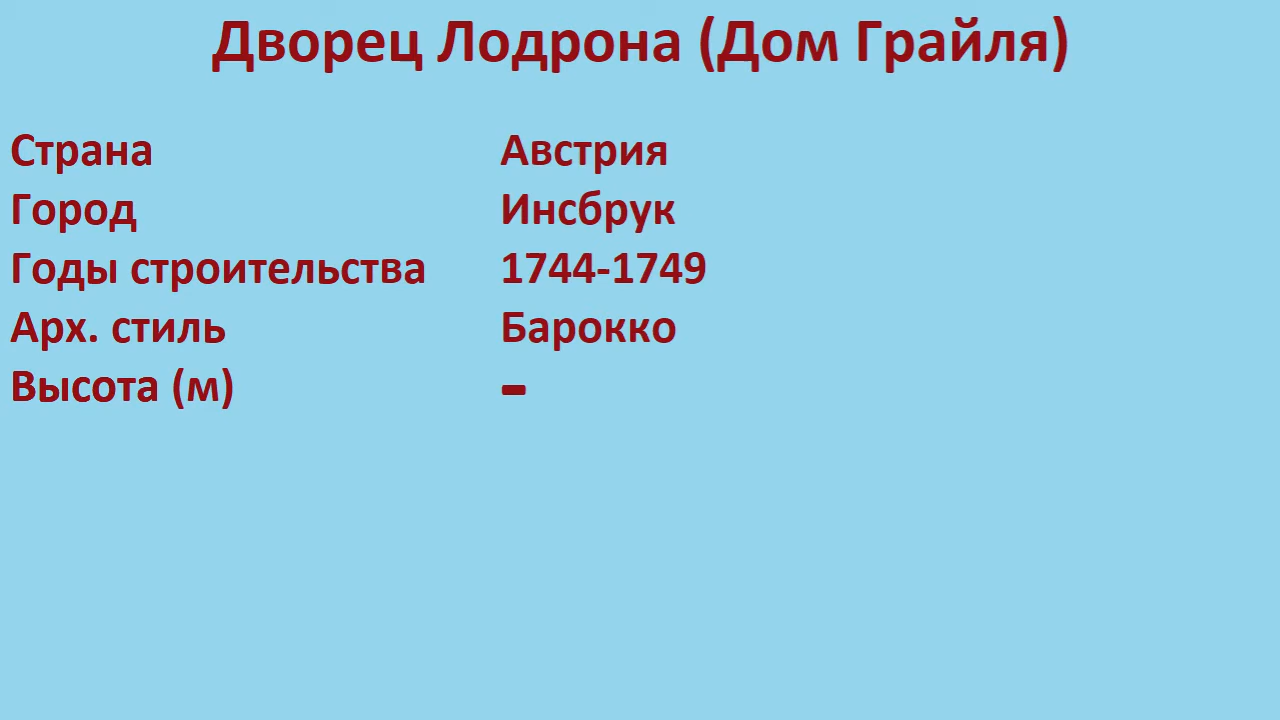 Дворец Лодрона (Дом Грайля)
Страна Австрия
Город Инсбрук
Годы строительства 1744-1749
Арх. стиль Барокко
Высота (м) -